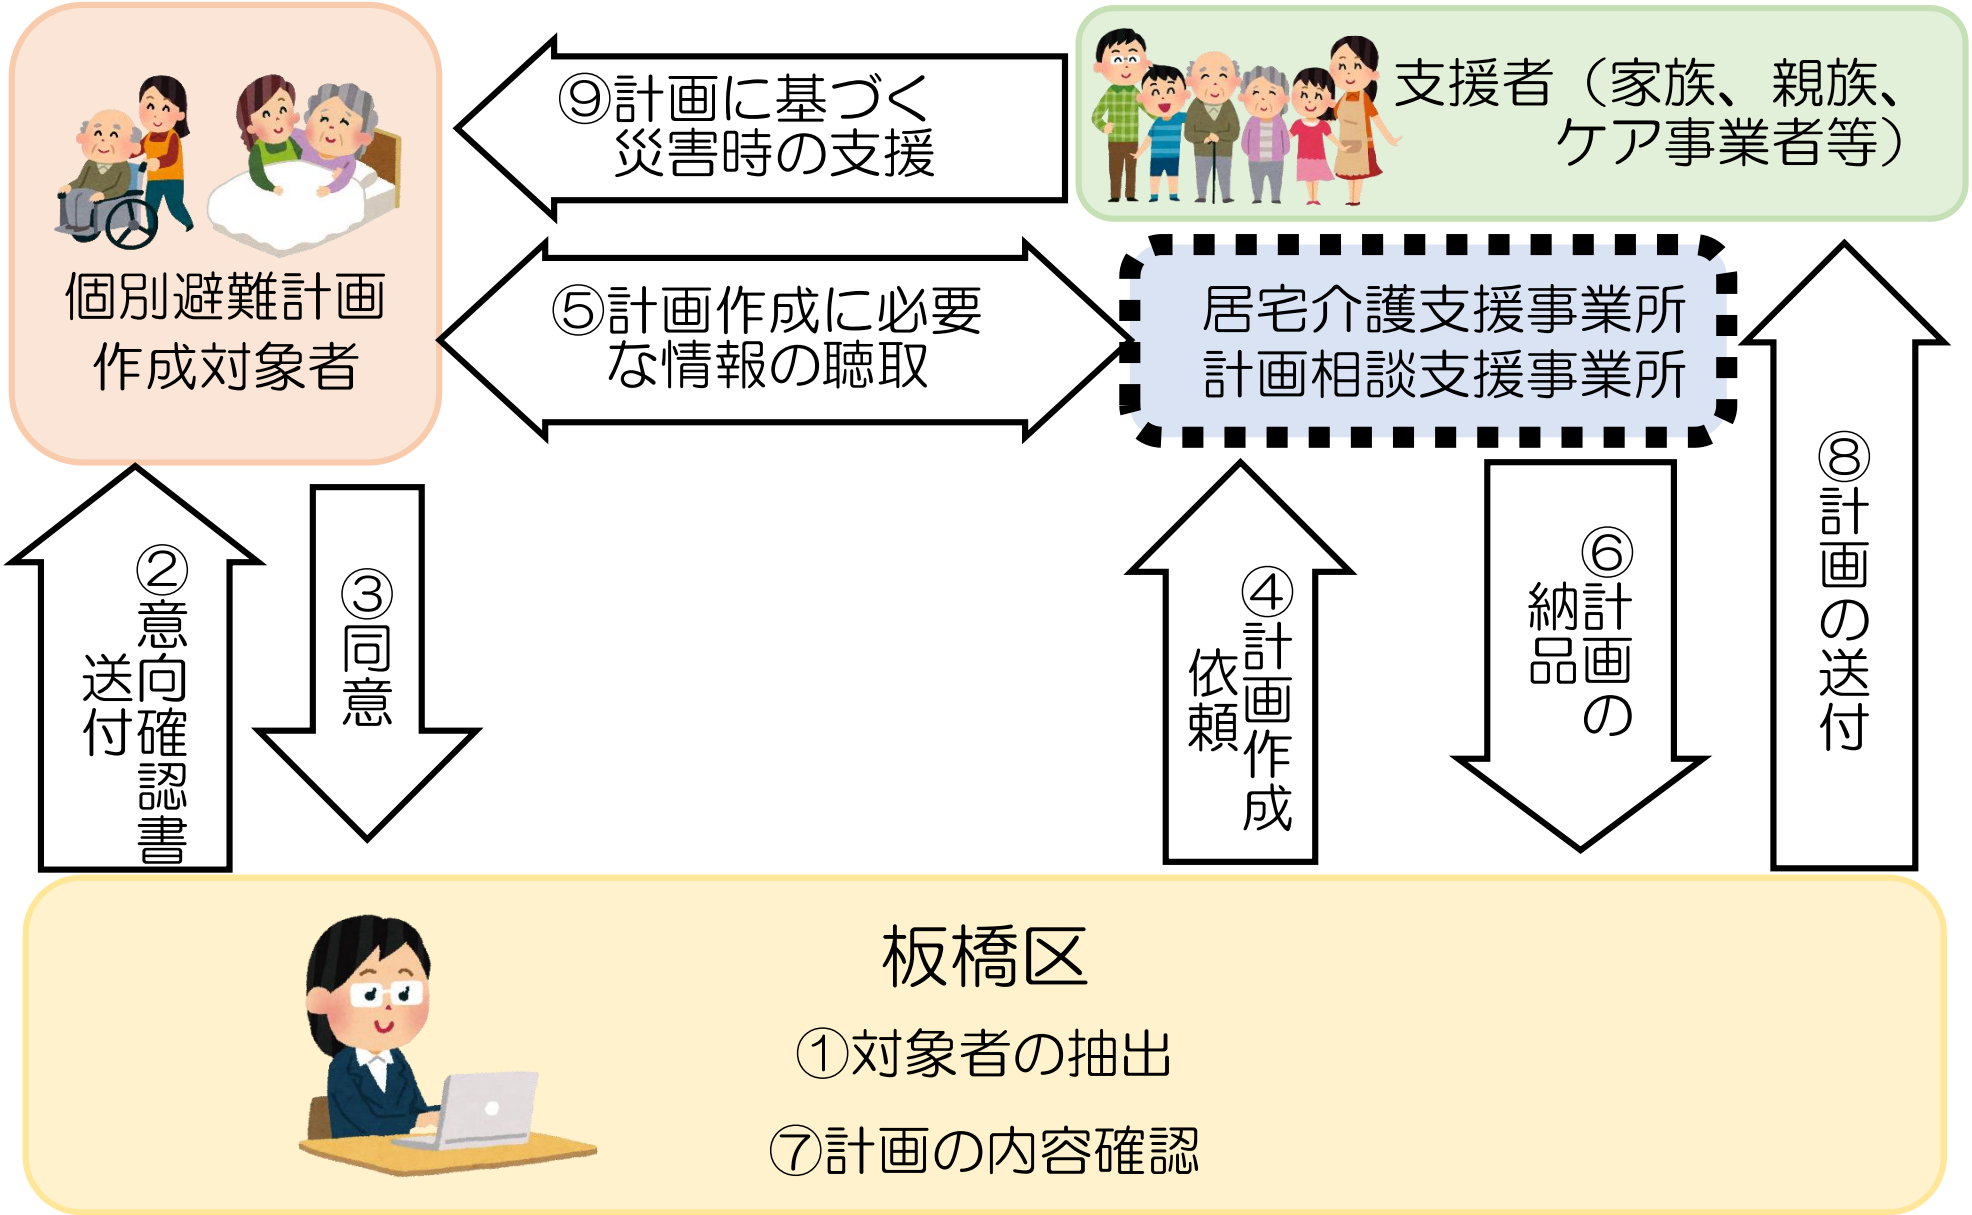 ⑨計画に基づく
災害時の支援
支援者（家族、親族、
ケア事業者等）
個別避難計画
作成対象者
⑤計画作成に必要
な情報の聴取
居宅介護支援事業所
計画相談支援事業所
②意向確認書
送付
③同意
④計画作成
依頼
⑥計画の
納品
⑧計画の送付
板橋区
①対象者の抽出
⑦計画の内容確認